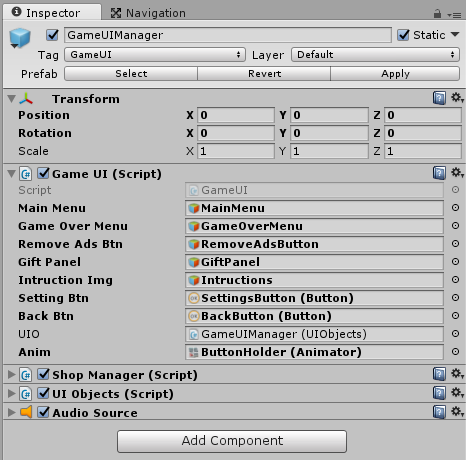 Inspector Navigation
GameUIManager Static
Tag GameUI Layer Default
Prefab Select Revert Apply
Transform
Position X 0 Y 0 Z 0
Rotation X 0 Y 0 Z 0
Scale X 1 Y 1 Z 1
Game UI (Script)
Script GameUI
Main Menu MainMenu
Game Over Menu GameOverMenu
Remove Ads Btn RemoveAdsButton
Gift Panel GiftPanel
Intruction Img Intructions
Setting Btn SettingsButton (Button)
Back Btn BackButton (Button)
UIO GameUIManager (UIObjects)
Anim ButtonHolder (Animator)
Shop Manager (Script)
UI Objects (Script)
Audio Source
Add Component